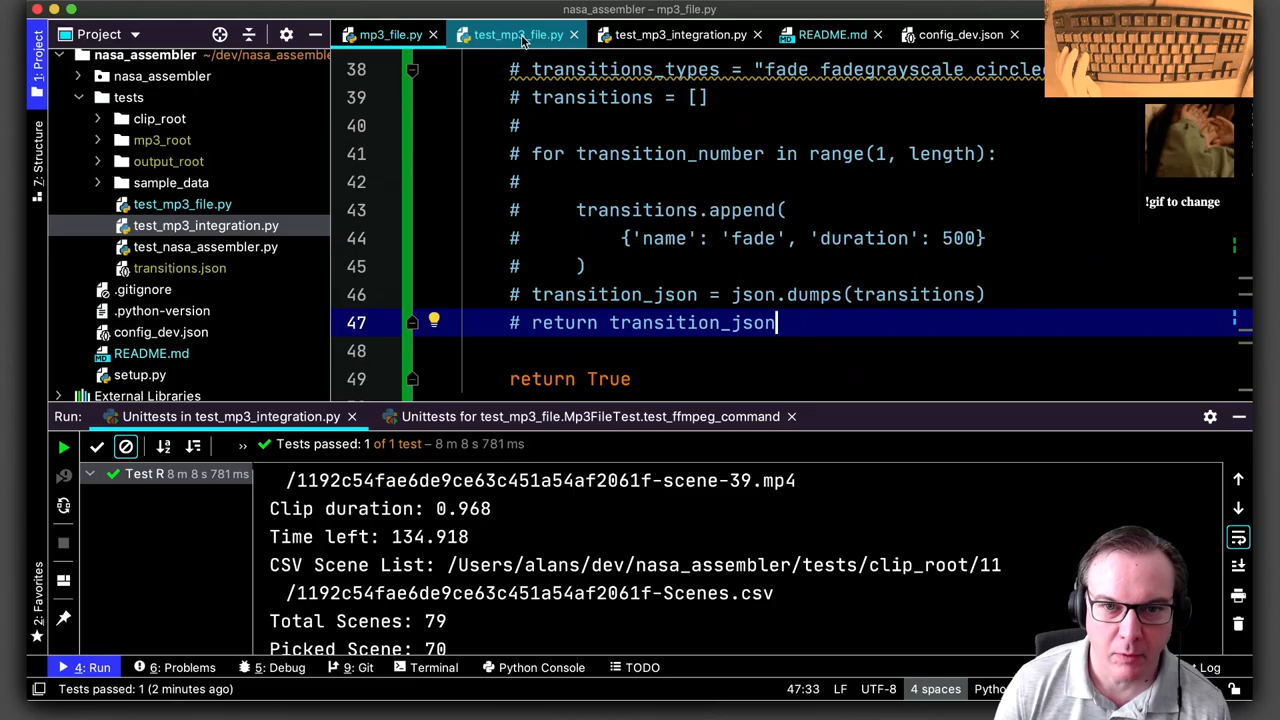 nasa_assembler – mp3_file.py
1: Project
7: Structure
2: Favorites
Project
mp3_file.py
test_mp3_file.py
test_mp3_integration.py
README.md
config_dev.json
nasa_assembler ~/dev/nasa_assemble
nasa_assembler
tests
clip_root
mp3_root
output_root
sample_data
test_mp3_file.py
test_mp3_integration.py
test_nasa_assembler.py
transitions.json
.gitignore
.python-version
config_dev.json
README.md
setup.py
External Libraries
38 # transitions_types = "fade fadegrayscale circle
39 # transitions = []
40 #
41 # for transition_number in range(1, length):
42 #
43 # transitions.append(
44 # {'name': 'fade', 'duration': 500}
45 # )
46 # transition_json = json.dumps(transitions)
47 # return transition_json
48
49 return True
!gif to change
Run: Unittests in test_mp3_integration.py Unittests for test_mp3_file.Mp3FileTest.test_ffmpeg_command
» Tests passed: 1 of 1 test – 8 m 8 s 781 ms
Test R 8 m 8 s 781 ms
/1192c54fae6de9ce63c451a54af2061f-scene-39.mp4
Clip duration: 0.968
Time left: 134.918
CSV Scene List: /Users/alans/dev/nasa_assembler/tests/clip_root/11
/1192c54fae6de9ce63c451a54af2061f-Scenes.csv
Total Scenes: 79
Picked Scene: 70
4: Run 6: Problems 5: Debug 9: Git Terminal Python Console TODO Log
Tests passed: 1 (2 minutes ago) 47:33 LF UTF-8 4 spaces Pytho